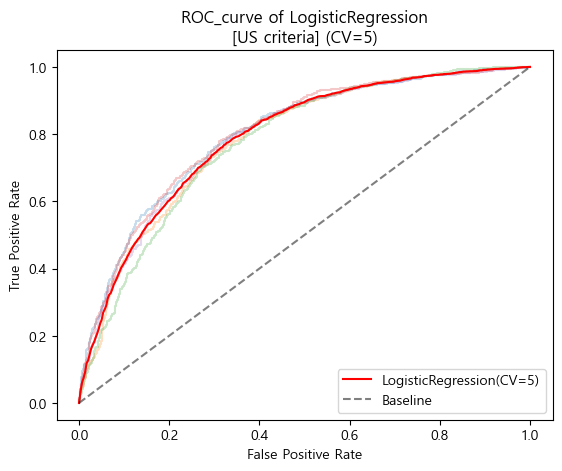 ROC_curve of LogisticRegression
[US criteria] (CV=5)
True Positive Rate
1.0
0.8
0.6
0.4
0.2
0.0
0.0 0.2 0.4 0.6 0.8 1.0
False Positive Rate
LogisticRegression(CV=5)
Baseline